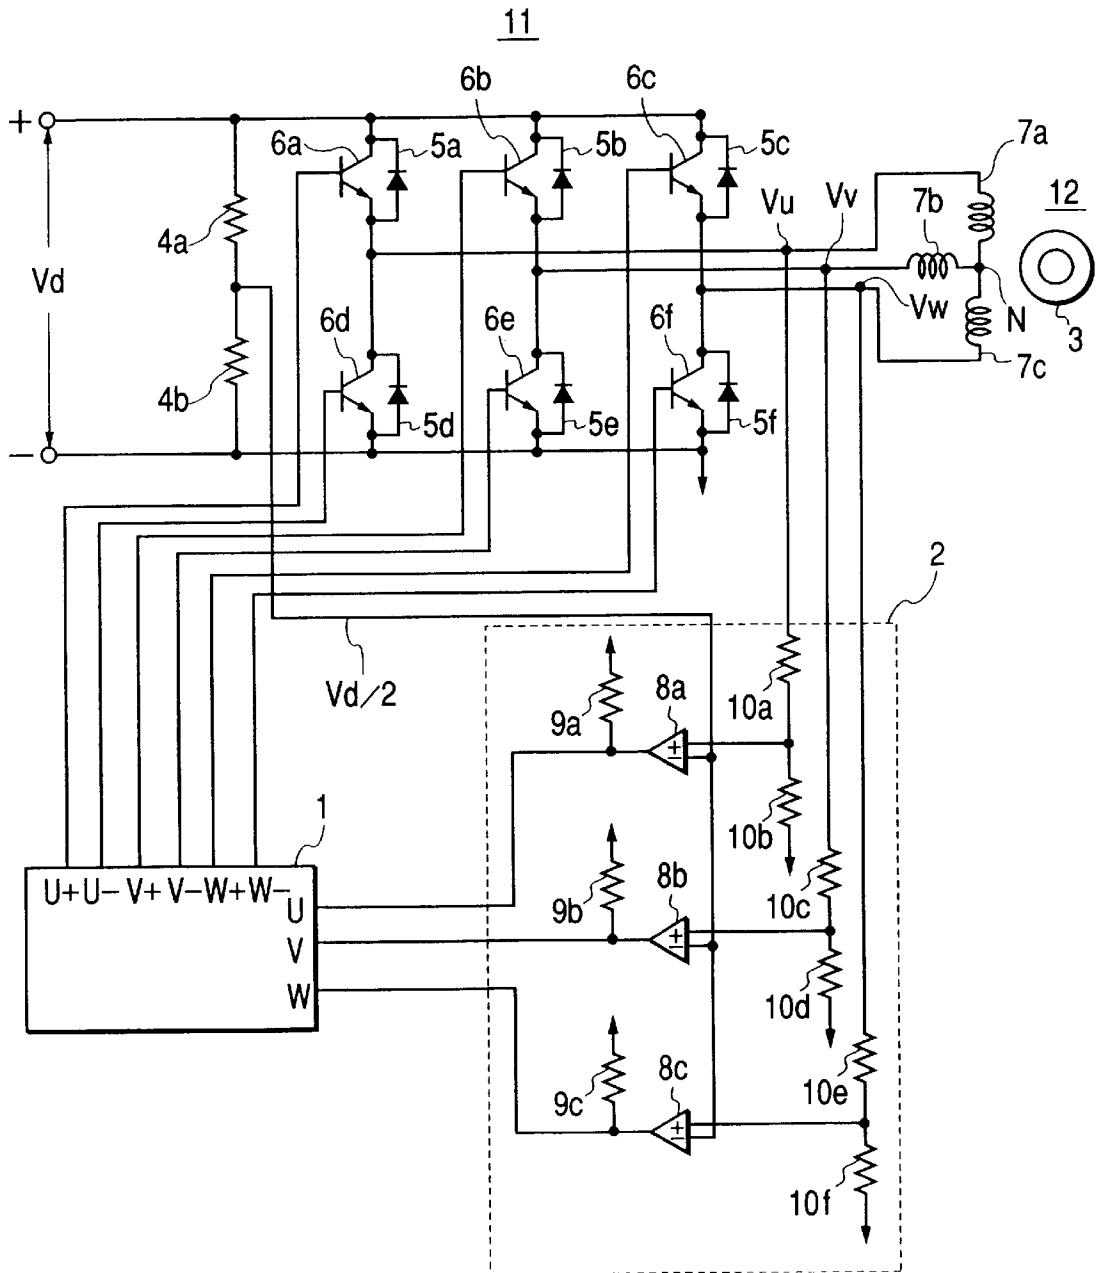 11
6b
6c
+
6a
5a
5b
5c
7a
Vu
Vv
7b
12
4a
Vd
6d
6e
6f
Vw
N
3
4b
7c
5d
5e
5f
−
2
Vd/2
9a
8a
10a
10b
1
U+ U− V+ V− W+ W−
U
9b
8b
10c
V
W
10d
9c
8c
10e
10f
+
−
+
−
+
−